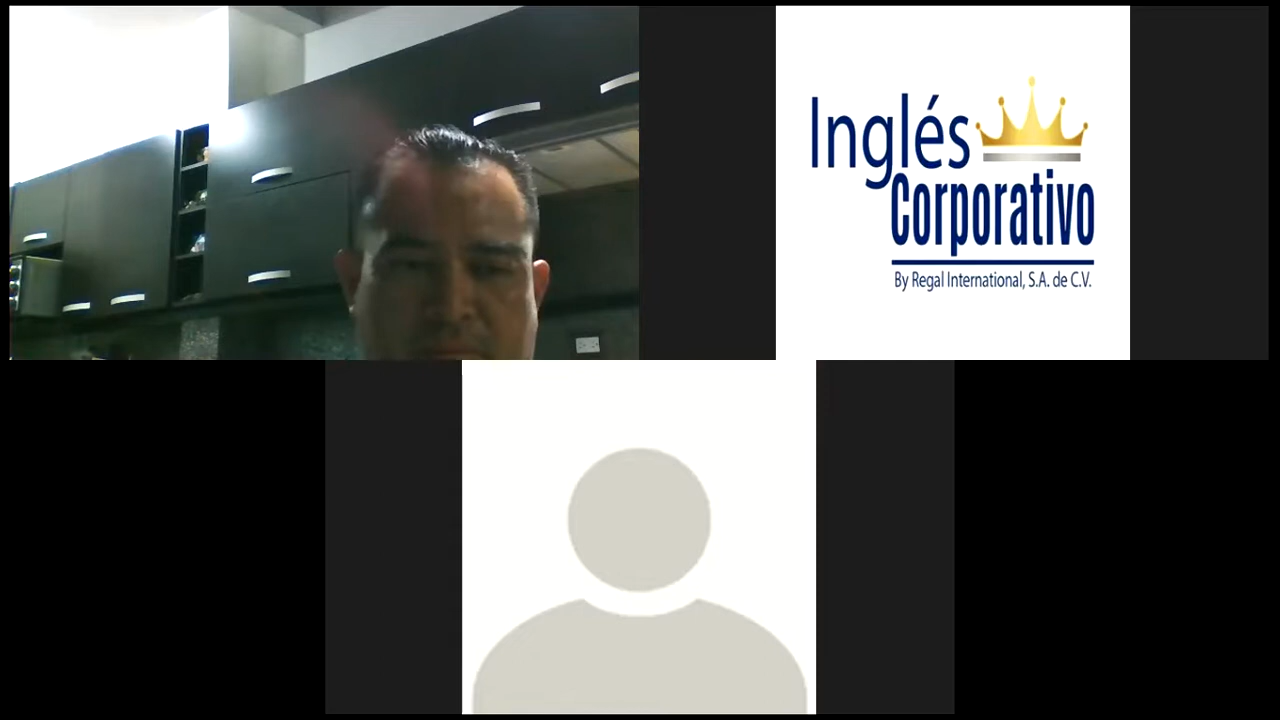 Inglés
Corporativo
By Regal International, S.A. de C.V.